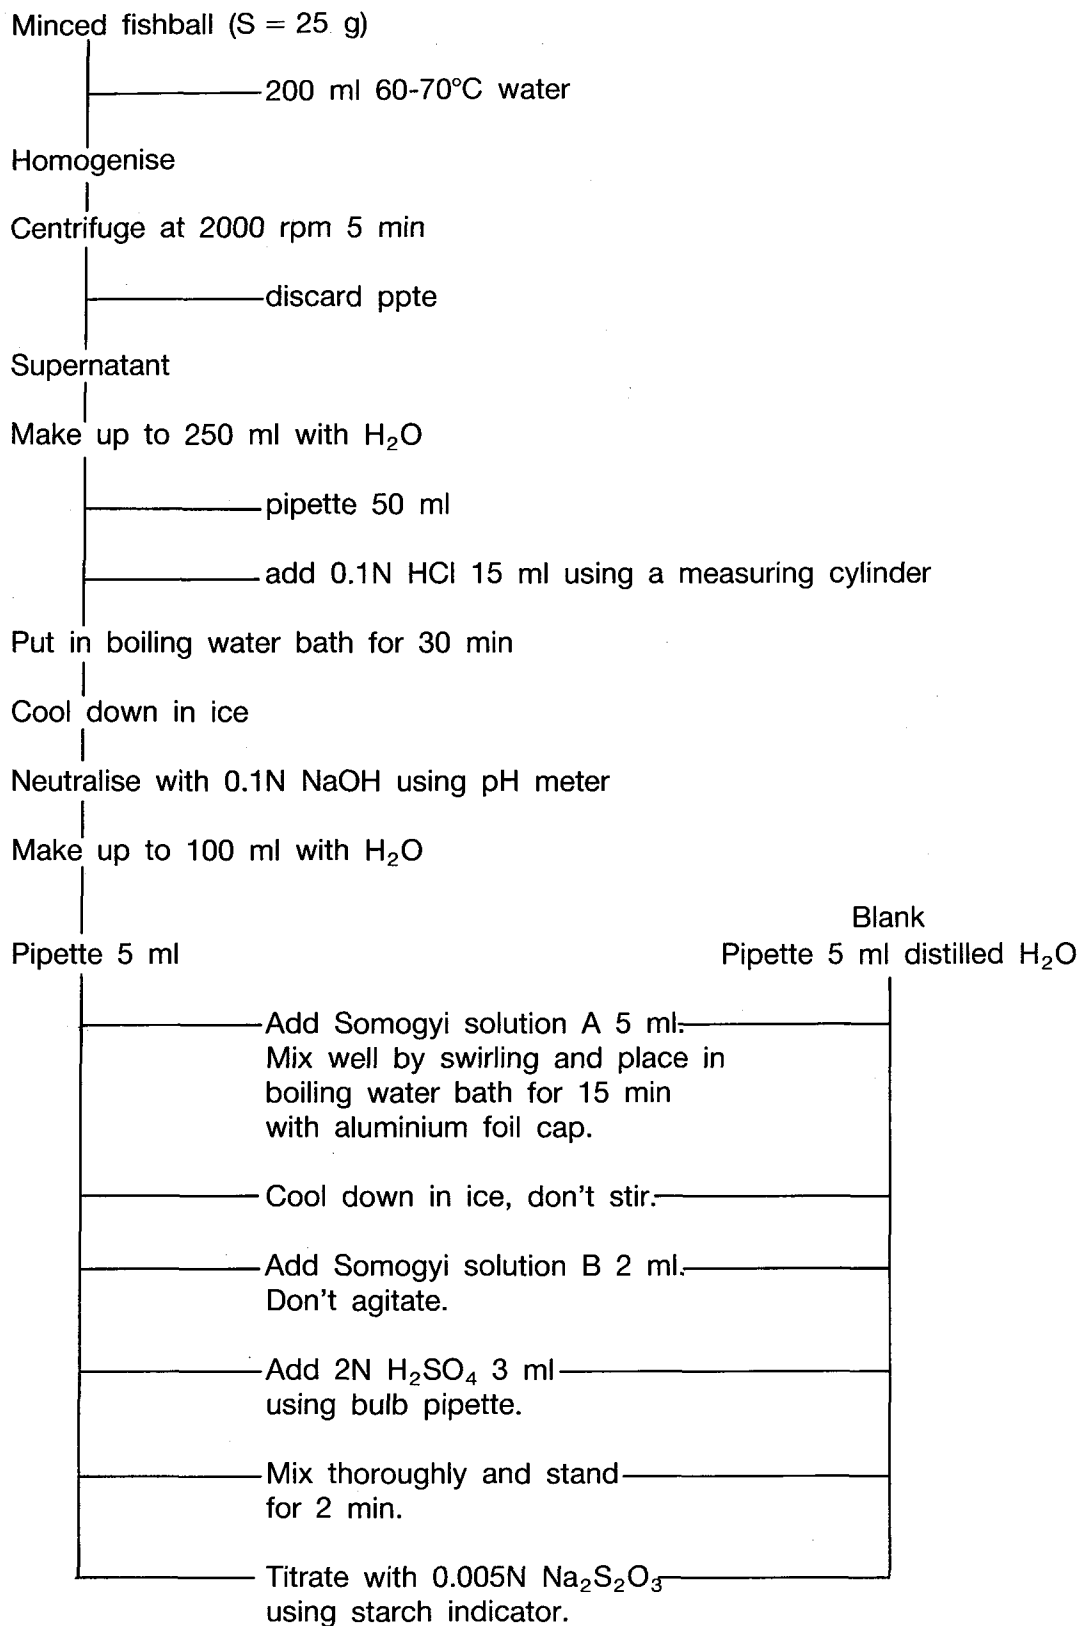 Minced fishball (S = 25 g)
200 ml 60-70°C water
Homogenise
Centrifuge at 2000 rpm 5 min
discard ppte
Supernatant
Make up to 250 ml with H₂O
pipette 50 ml
add 0.1N HCl 15 ml using a measuring cylinder
Put in boiling water bath for 30 min
Cool down in ice
Neutralise with 0.1N NaOH using pH meter
Make up to 100 ml with H₂O
Blank
Pipette 5 ml
Pipette 5 ml distilled H₂O
Add Somogyi solution A 5 ml.
Mix well by swirling and place in
boiling water bath for 15 min
with aluminium foil cap.
Cool down in ice, don't stir.
Add Somogyi solution B 2 ml.
Don't agitate.
Add 2N H₂SO₄ 3 ml
using bulb pipette.
Mix thoroughly and stand
for 2 min.
Titrate with 0.005N Na₂S₂O₃
using starch indicator.